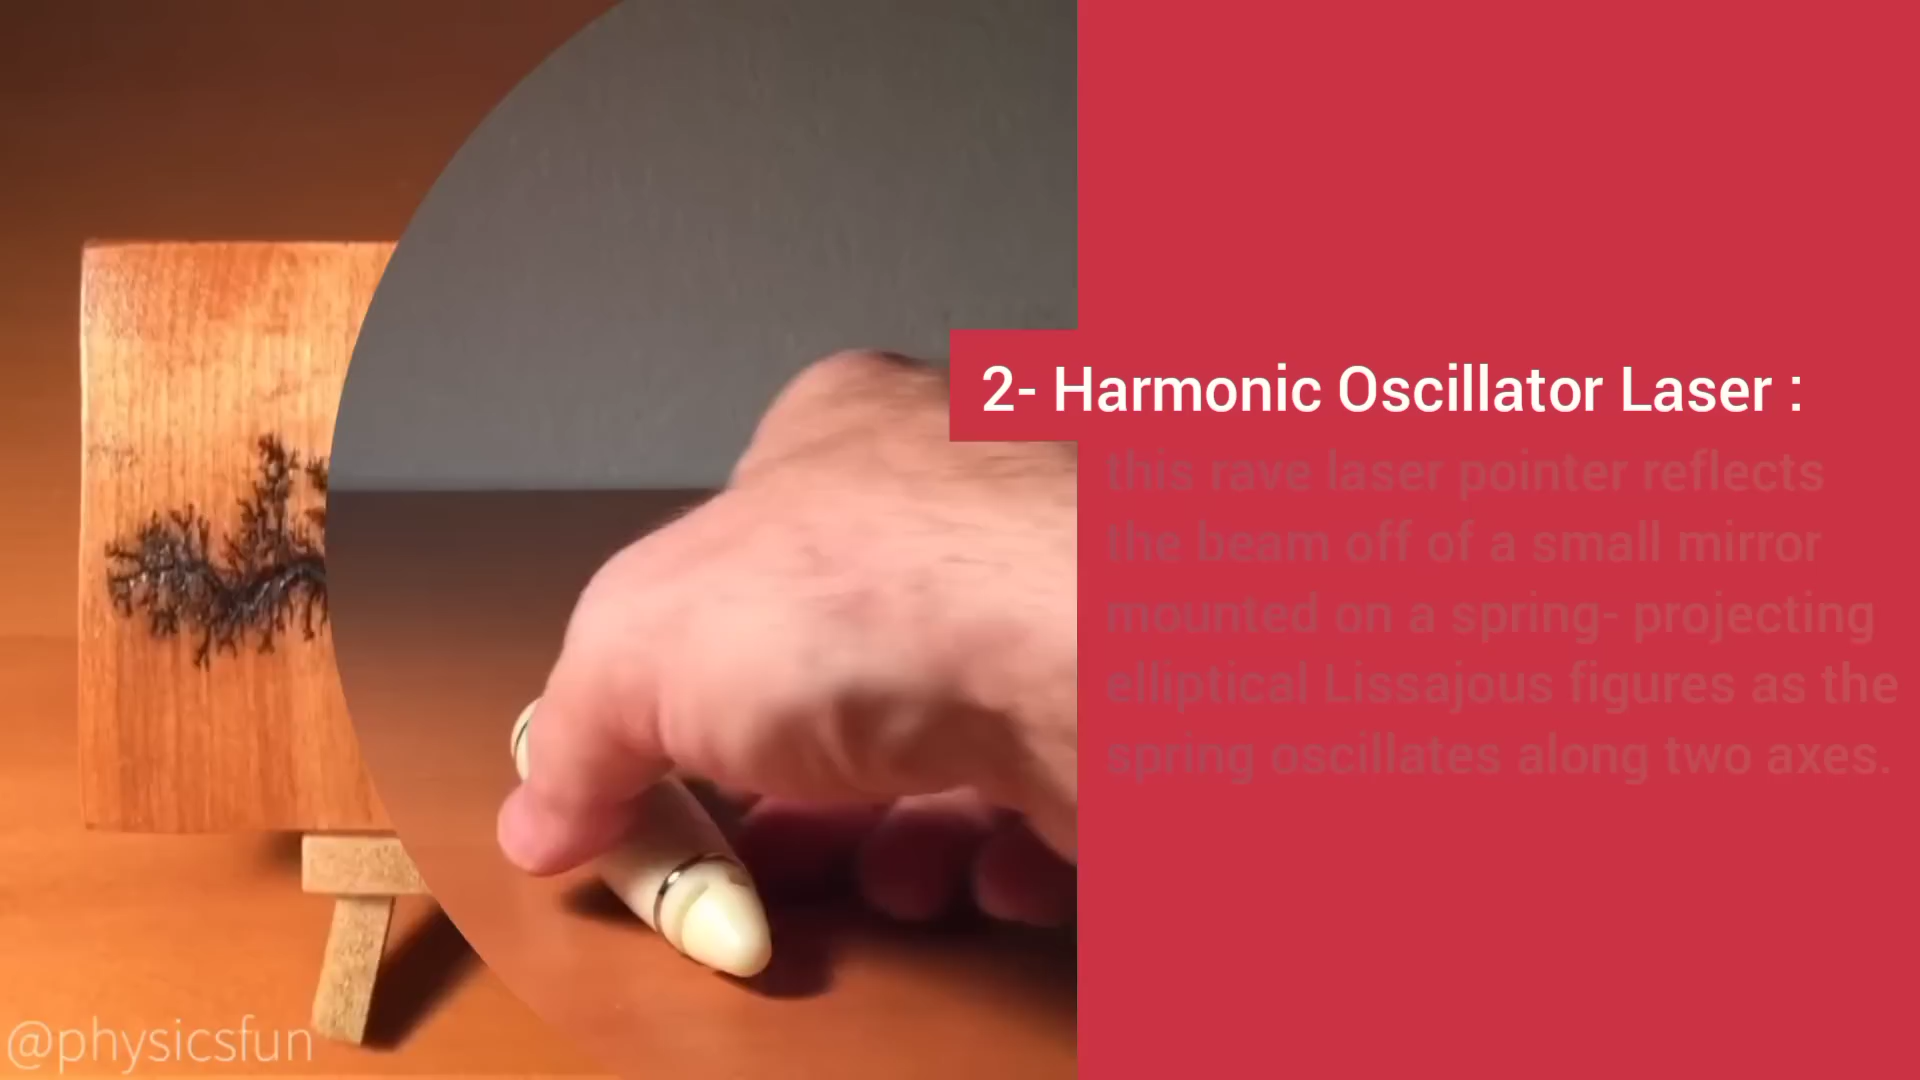 2- Harmonic Oscillator Laser :
this rave laser pointer reflects
the beam off of a small mirror
mounted on a spring- projecting
elliptical Lissajous figures as the
spring oscillates along two axes.
@physicsfun